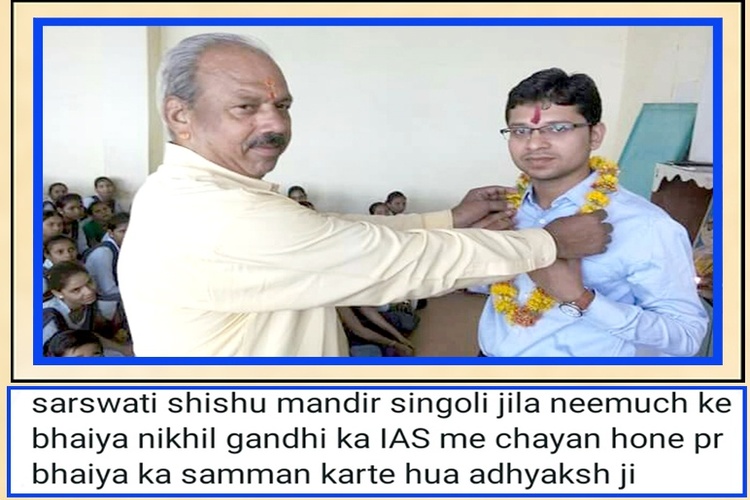 sarswati shishu mandir singoli jila neemuch ke
bhaiya nikhil gandhi ka IAS me chayan hone pr
bhaiya ka samman karte hua adhyaksh ji